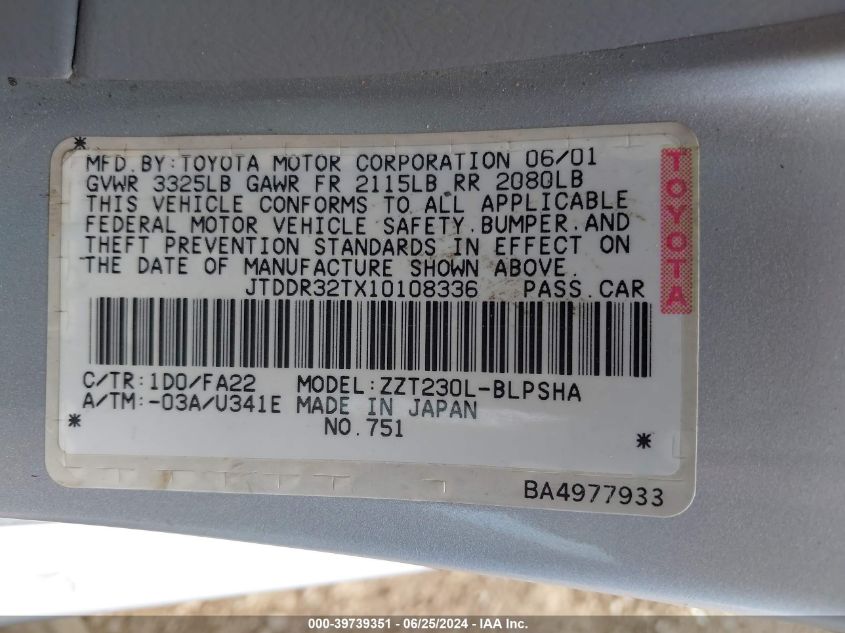 MFD.BY:TOYOTA MOTOR CORPORATION 06/01
GVWR 3325LB GAWR FR 2115LB RR 2080LB
THIS VEHICLE CONFORMS TO ALL APPLICABLE
FEDERAL MOTOR VEHICLE SAFETY.BUMPER.AND
THEFT PREVENTION STANDARDS IN EFFECT ON
THE DATE OF MANUFACTURE SHOWN ABOVE.
JTDDR32TX10108336 PASS.CAR
TOYOTA
C/TR:1D0/FA22 MODEL:ZZT230L-BLPSHA
A/TM:-03A/U341E MADE IN JAPAN
NO.751
BA4977933
000-39739351 / 06/25/2024 - IAA Inc.